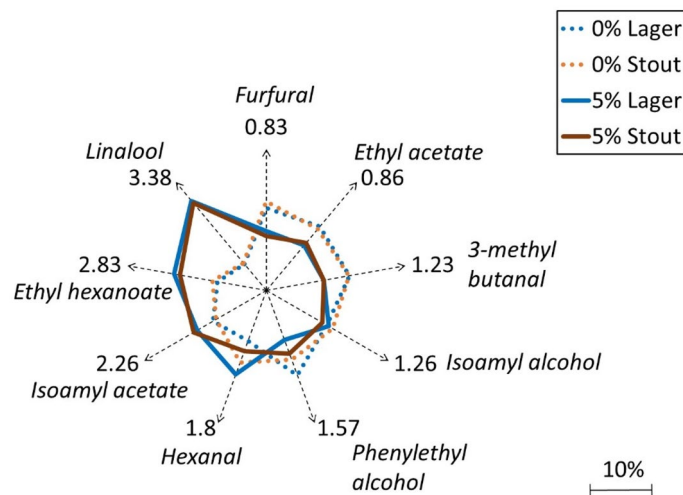 0% Lager
0% Stout
5% Lager
5% Stout
Furfural
0.83
Linalool
3.38
Ethyl acetate
0.86
3-methyl
butanal
1.23
2.83
Ethyl hexanoate
1.26
Isoamyl alcohol
2.26
Isoamyl acetate
1.8
Hexanal
1.57
Phenylethyl
alcohol
10%